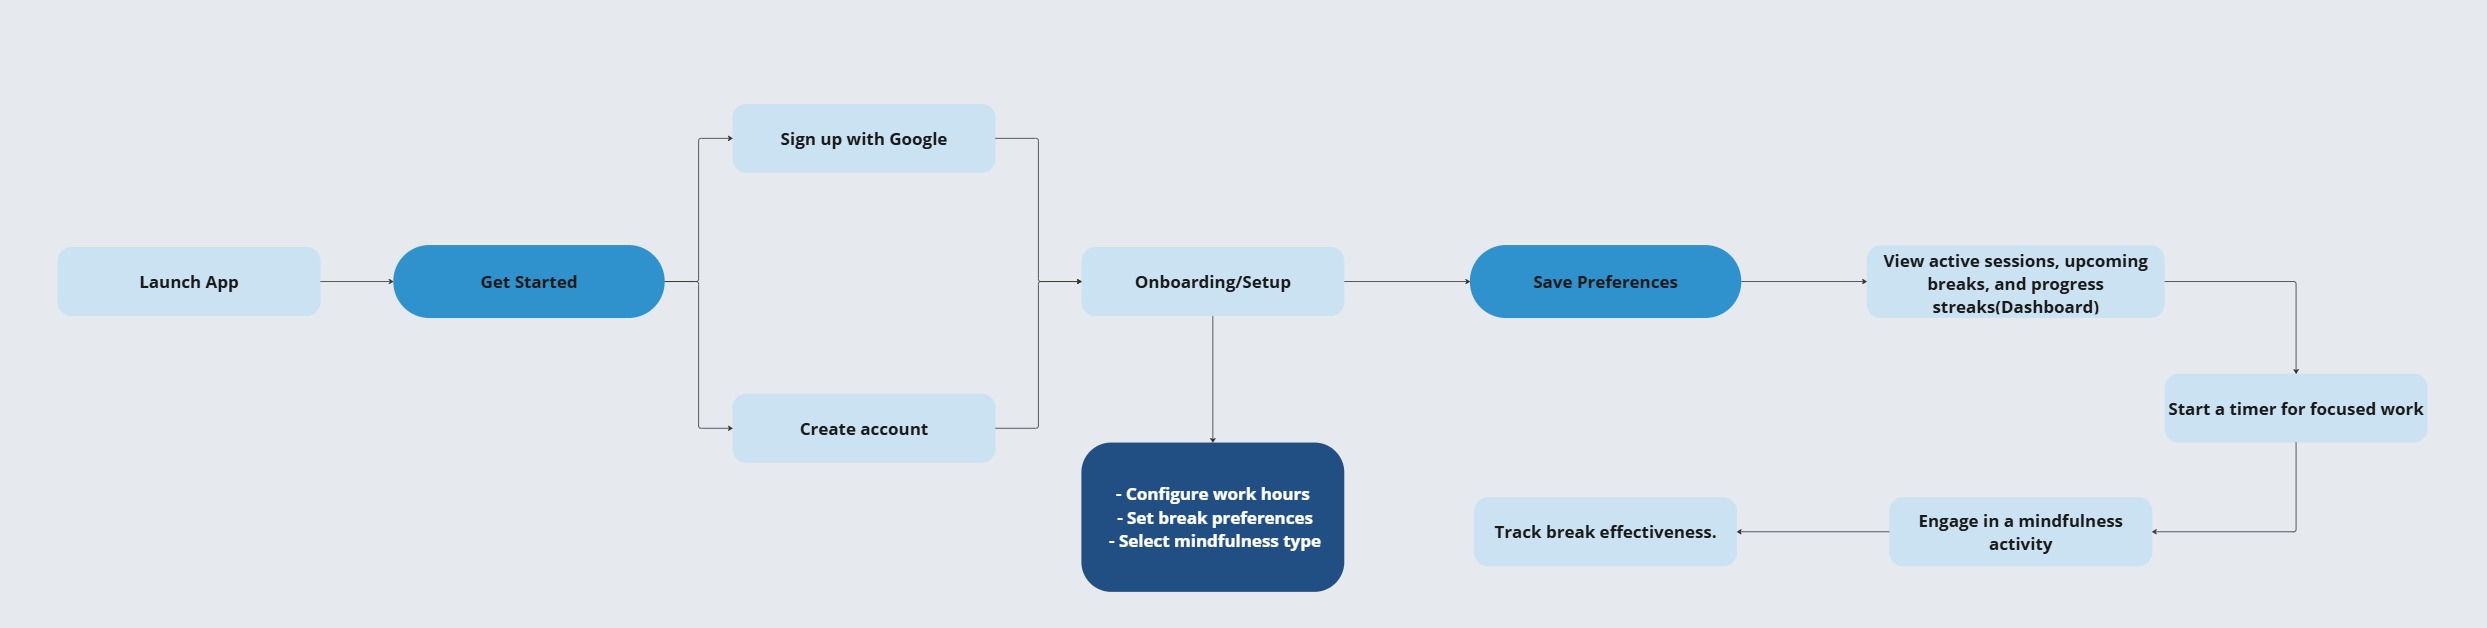 Launch App
Get Started
Sign up with Google
Create account
Onboarding/Setup
- Configure work hours
- Set break preferences
- Select mindfulness type
Save Preferences
View active sessions, upcoming
breaks, and progress
streaks(Dashboard)
Start a timer for focused work
Engage in a mindfulness
activity
Track break effectiveness.